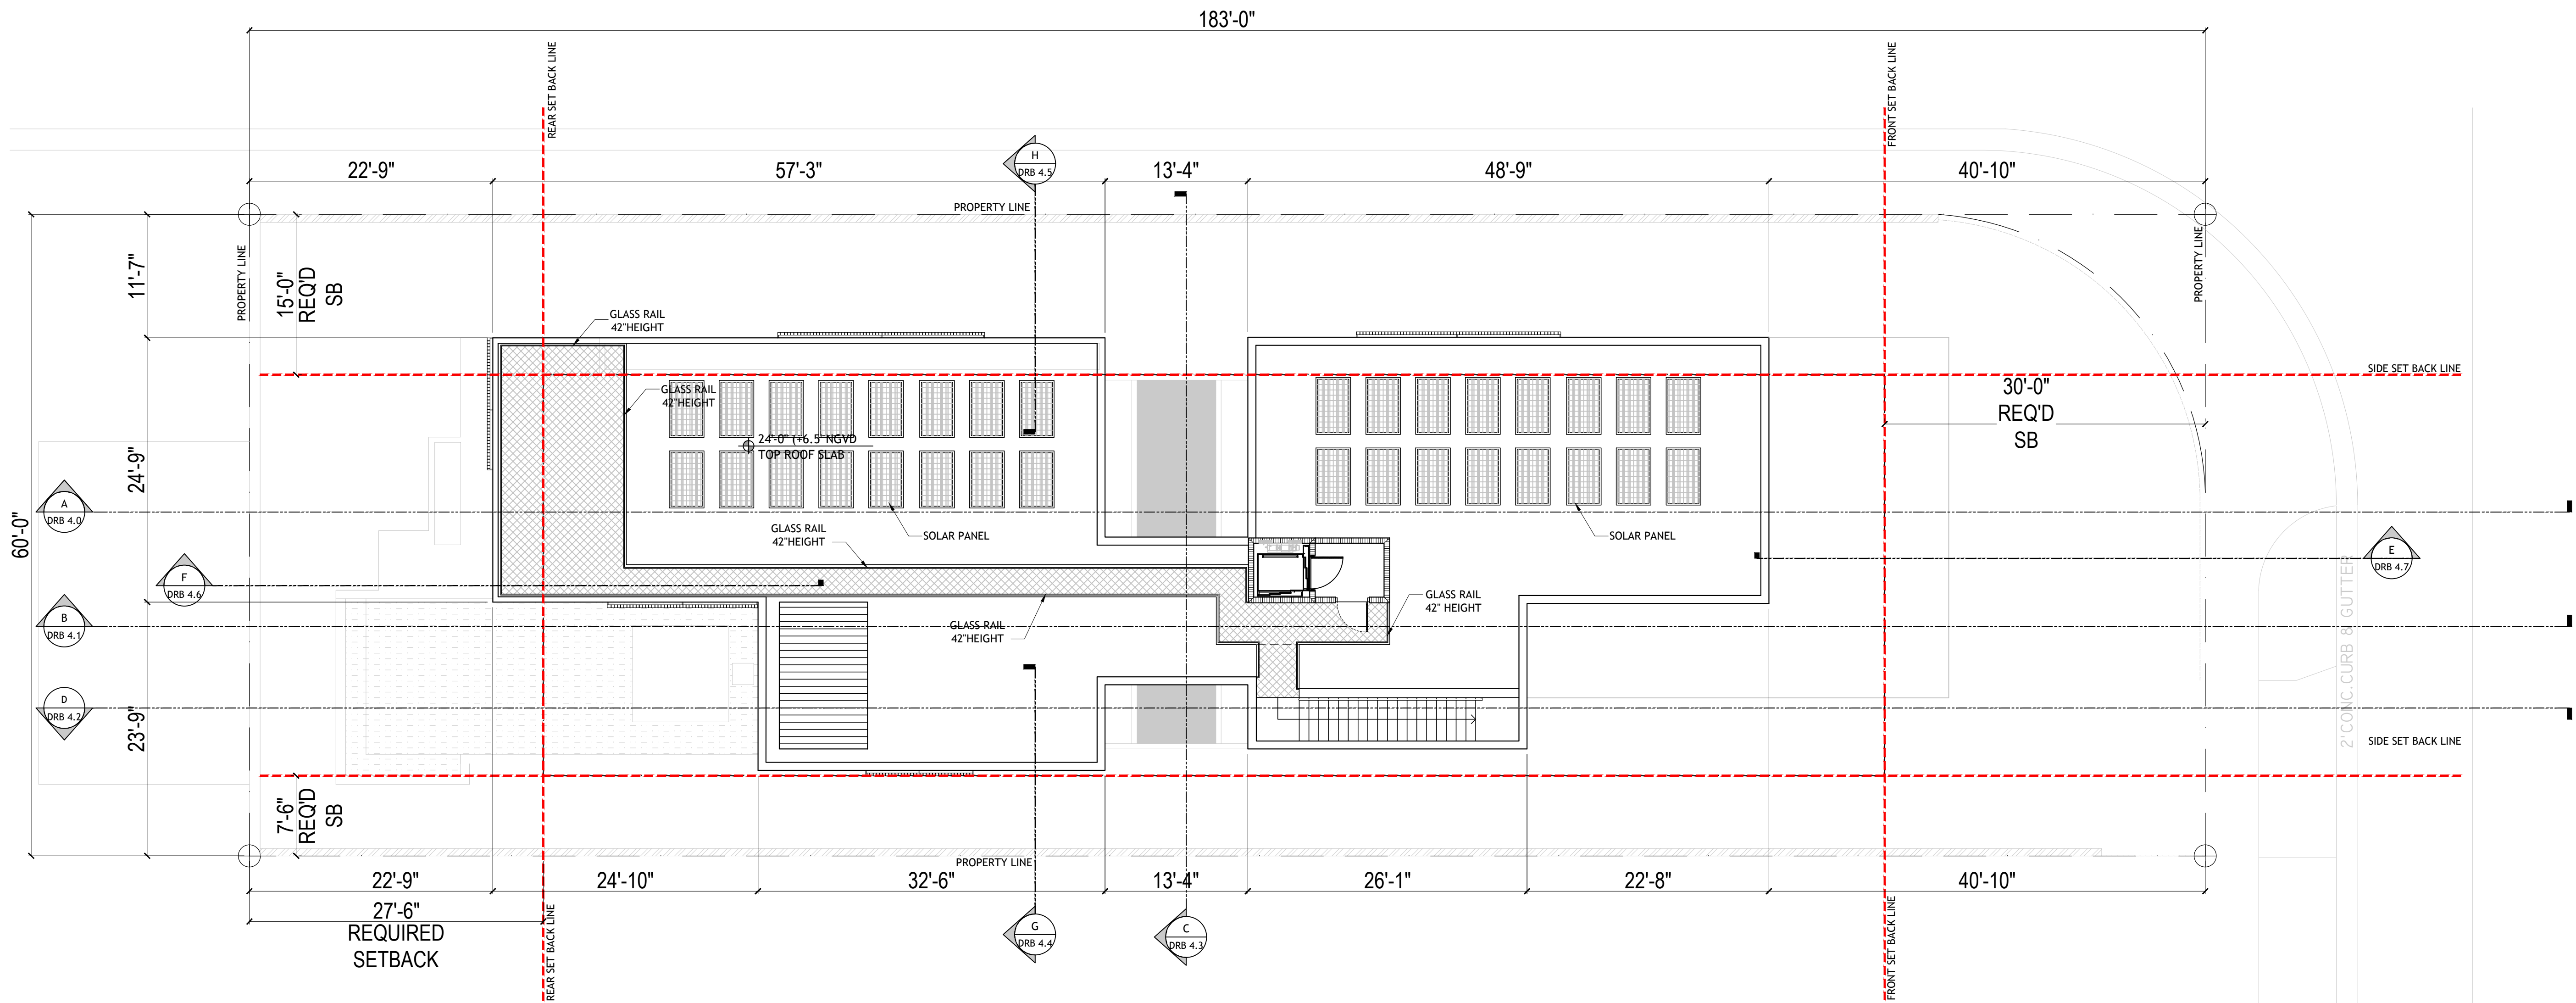 183'-0"
REAR SET BACK LINE
FRONT SET BACK LINE
22'-9"
57'-3"
H
DRB 4.5
13'-4"
48'-9"
40'-10"
PROPERTY LINE
PROPERTY LINE
PROPERTY LINE
11'-7"
15'-0"
REQ'D
SB
GLASS RAIL
42"HEIGHT
SIDE SET BACK LINE
30'-0"
REQ'D
SB
GLASS RAIL
42"HEIGHT
24'-0" (+6.5' NGVD
TOP ROOF SLAB
24'-9"
A
DRB 4.0
60'-0"
GLASS RAIL
42"HEIGHT
SOLAR PANEL
SOLAR PANEL
E
DRB 4.7
F
DRB 4.6
GLASS RAIL
42" HEIGHT
B
DRB 4.1
GLASS RAIL
42"HEIGHT
2'CONC.CURB & GUTTER
D
DRB 4.2
23'-9"
SIDE SET BACK LINE
7'-6"
REQ'D
SB
PROPERTY LINE
22'-9"
24'-10"
32'-6"
13'-4"
26'-1"
22'-8"
40'-10"
27'-6"
REQUIRED
SETBACK
REAR SET BACK LINE
G
DRB 4.4
C
DRB 4.3
FRONT SET BACK LINE